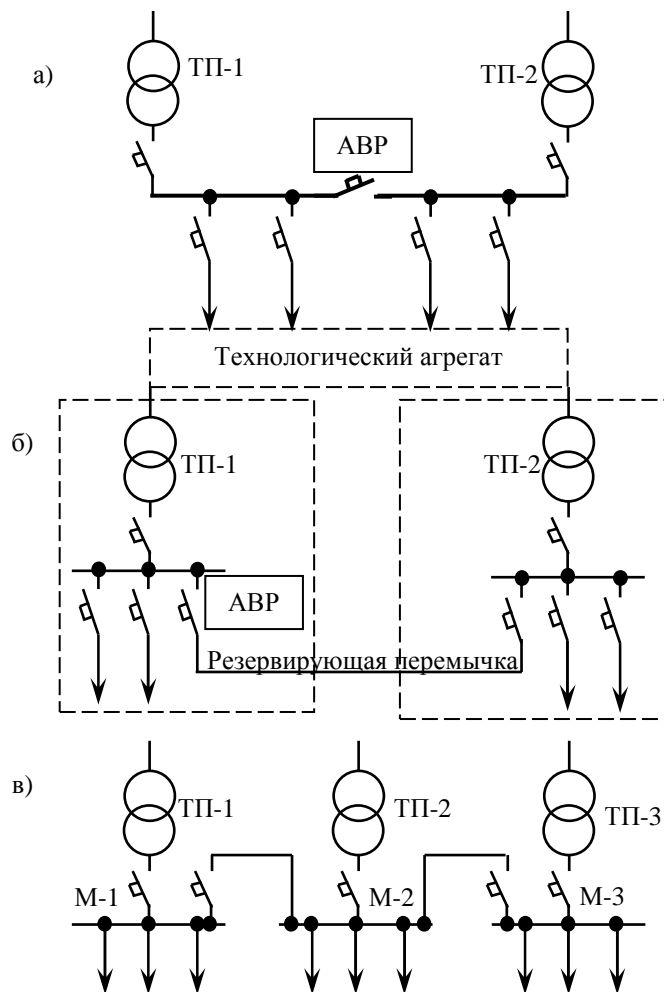 а)
ТП-1
ТП-2
АВР
Технологический агрегат
б)
ТП-1
ТП-2
АВР
Резервирующая перемычка
в)
ТП-1
ТП-2
ТП-3
М-1
М-2
М-3